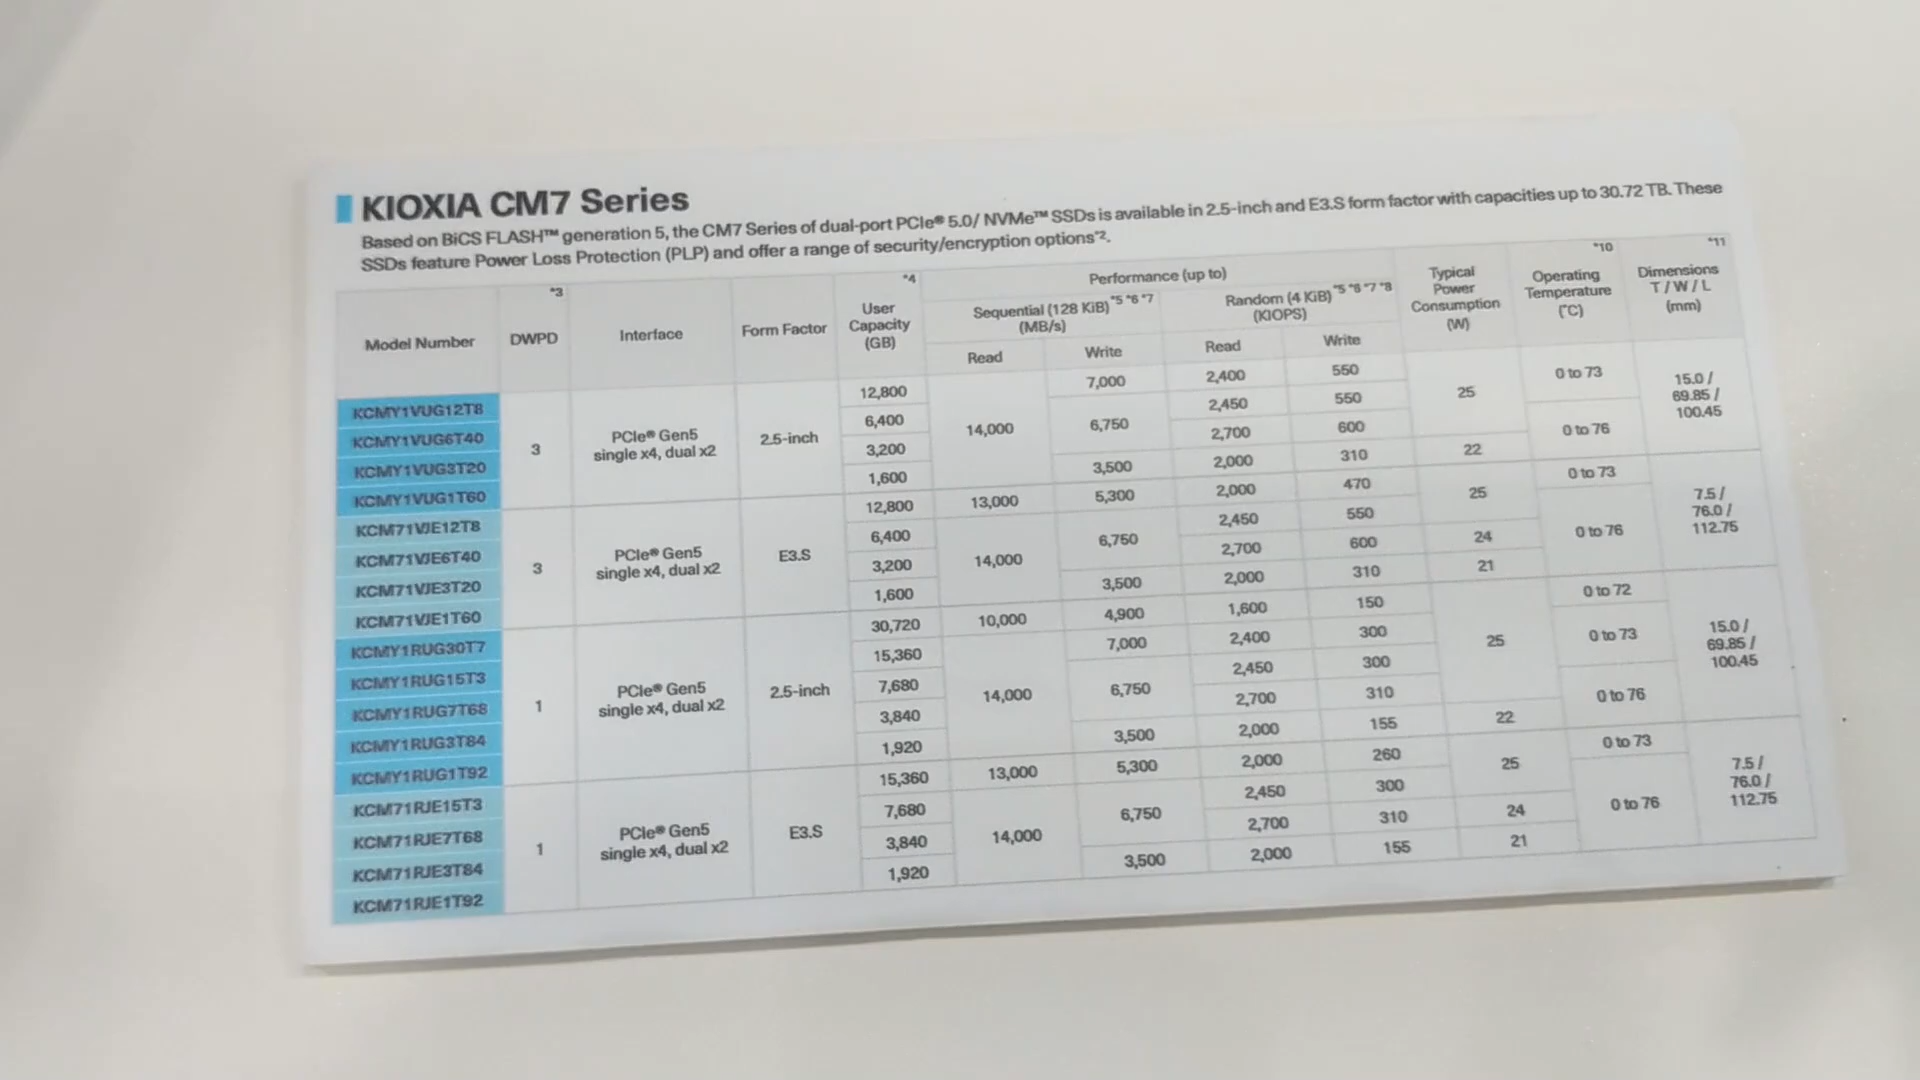 KIOXIA CM7 Series
Based on BiCS FLASH™ generation 5, the CM7 Series of dual-port PCIe® 5.0/ NVMe™ SSDs is available in 2.5-inch and E3.S form factor with capacities up to 30.72 TB. These
SSDs feature Power Loss Protection (PLP) and offer a range of security/encryption options*2.
Model Number *3 DWPD Interface Form Factor *4 User Capacity (GB) Performance (up to) Typical Power Consumption (W) *10 Operating Temperature (°C) *11 Dimensions T / W / L (mm)
Sequential (128 KiB)*5 *6 *7 (MB/s) Random (4 KiB)*5 *6 *7 *8 (KIOPS)
Read Write Read Write
KCMY1VUG12T8 3 PCIe® Gen5 single x4, dual x2 2.5-inch 12,800 14,000 7,000 2,400 550 25 0 to 73 15.0 / 69.85 / 100.45
KCMY1VUG6T40 6,400 6,750 2,450 550 0 to 76
KCMY1VUG3T20 3,200 2,700 600
KCMY1VUG1T60 1,600 3,500 2,000 310 22
KCM71VJE12T8 3 PCIe® Gen5 single x4, dual x2 E3.S 12,800 13,000 5,300 2,000 470 25 0 to 73 7.5 / 76.0 / 112.75
KCM71VJE6T40 6,400 14,000 6,750 2,450 550 0 to 76
KCM71VJE3T20 3,200 2,700 600 24
KCM71VJE1T60 1,600 3,500 2,000 310 21
KCMY1RUG30T7 1 PCIe® Gen5 single x4, dual x2 2.5-inch 30,720 10,000 4,900 1,600 150 25 0 to 72 15.0 / 69.85 / 100.45
KCMY1RUG15T3 15,360 14,000 7,000 2,400 300 0 to 73
KCMY1RUG7T68 7,680 6,750 2,450 300 0 to 76
KCMY1RUG3T84 3,840 2,700 310
KCMY1RUG1T92 1,920 3,500 2,000 155 22
KCM71RJE15T3 1 PCIe® Gen5 single x4, dual x2 E3.S 15,360 13,000 5,300 2,000 260 25 0 to 73 7.5 / 76.0 / 112.75
KCM71RJE7T68 7,680 14,000 6,750 2,450 300 0 to 76
KCM71RJE3T84 3,840 2,700 310 24
KCM71RJE1T92 1,920 3,500 2,000 155 21